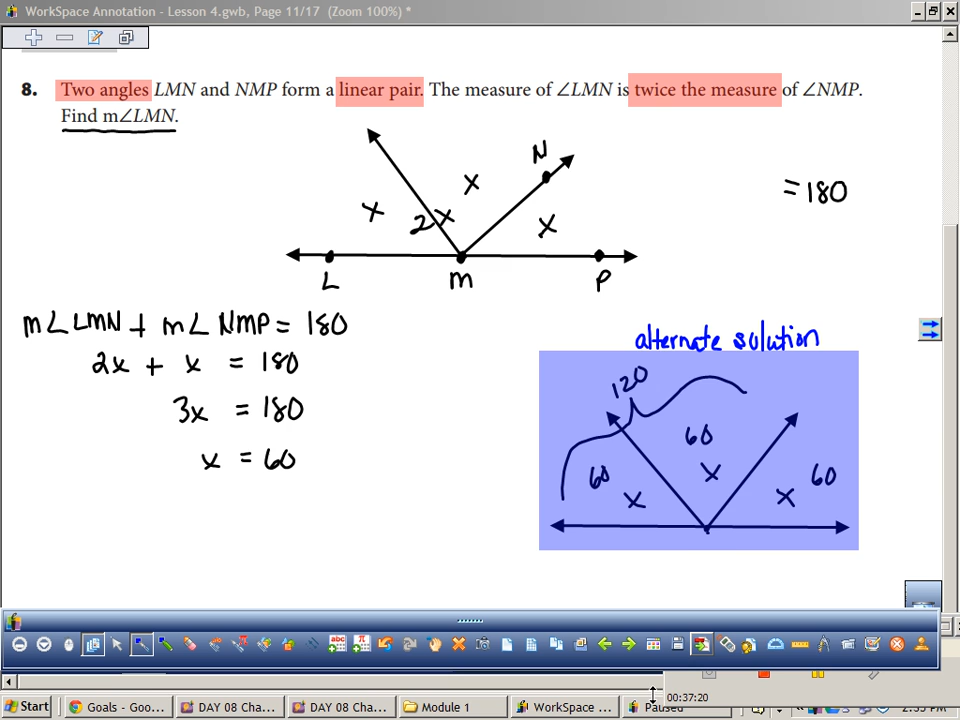 WorkSpace Annotation - Lesson 4.gwb, Page 11/17 (Zoom 100%) *
8. Two angles LMN and NMP form a linear pair. The measure of ∠LMN is twice the measure of ∠NMP.
Find m∠LMN.
N
x
= 180
x 2x x
L M P
m∠LMN + m∠NMP = 180
2x + x = 180
3x = 180
x = 60
alternate solution
120
60
60 x 60
x x
abc π
00:37:20
Start Goals - Goo... DAY 08 Cha... DAY 08 Cha... Module 1 WorkSpace ... Paused